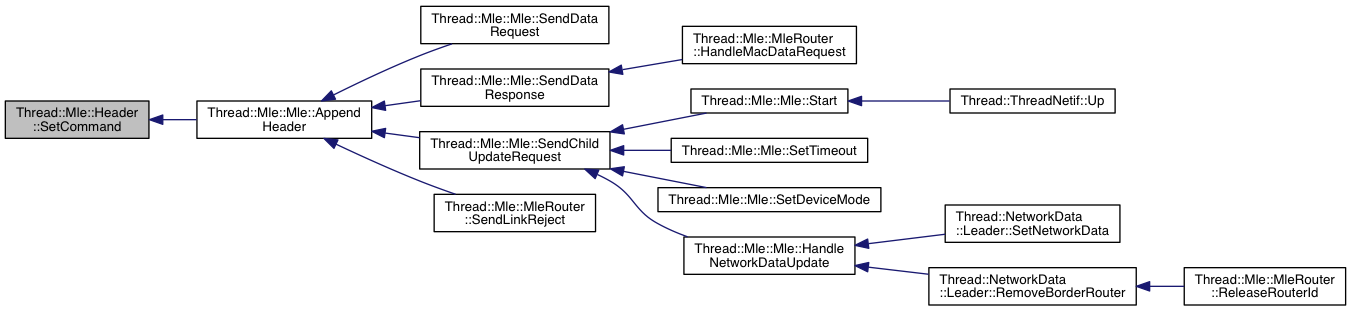 Thread::Mle::Header
::SetCommand
Thread::Mle::Mle::Append
Header
Thread::Mle::Mle::SendData
Request
Thread::Mle::Mle::SendData
Response
Thread::Mle::MleRouter
::HandleMacDataRequest
Thread::Mle::Mle::SendChild
UpdateRequest
Thread::Mle::Mle::Start
Thread::ThreadNetif::Up
Thread::Mle::Mle::SetTimeout
Thread::Mle::Mle::SetDeviceMode
Thread::Mle::MleRouter
::SendLinkReject
Thread::Mle::Mle::Handle
NetworkDataUpdate
Thread::NetworkData
::Leader::SetNetworkData
Thread::NetworkData
::Leader::RemoveBorderRouter
Thread::Mle::MleRouter
::ReleaseRouterId